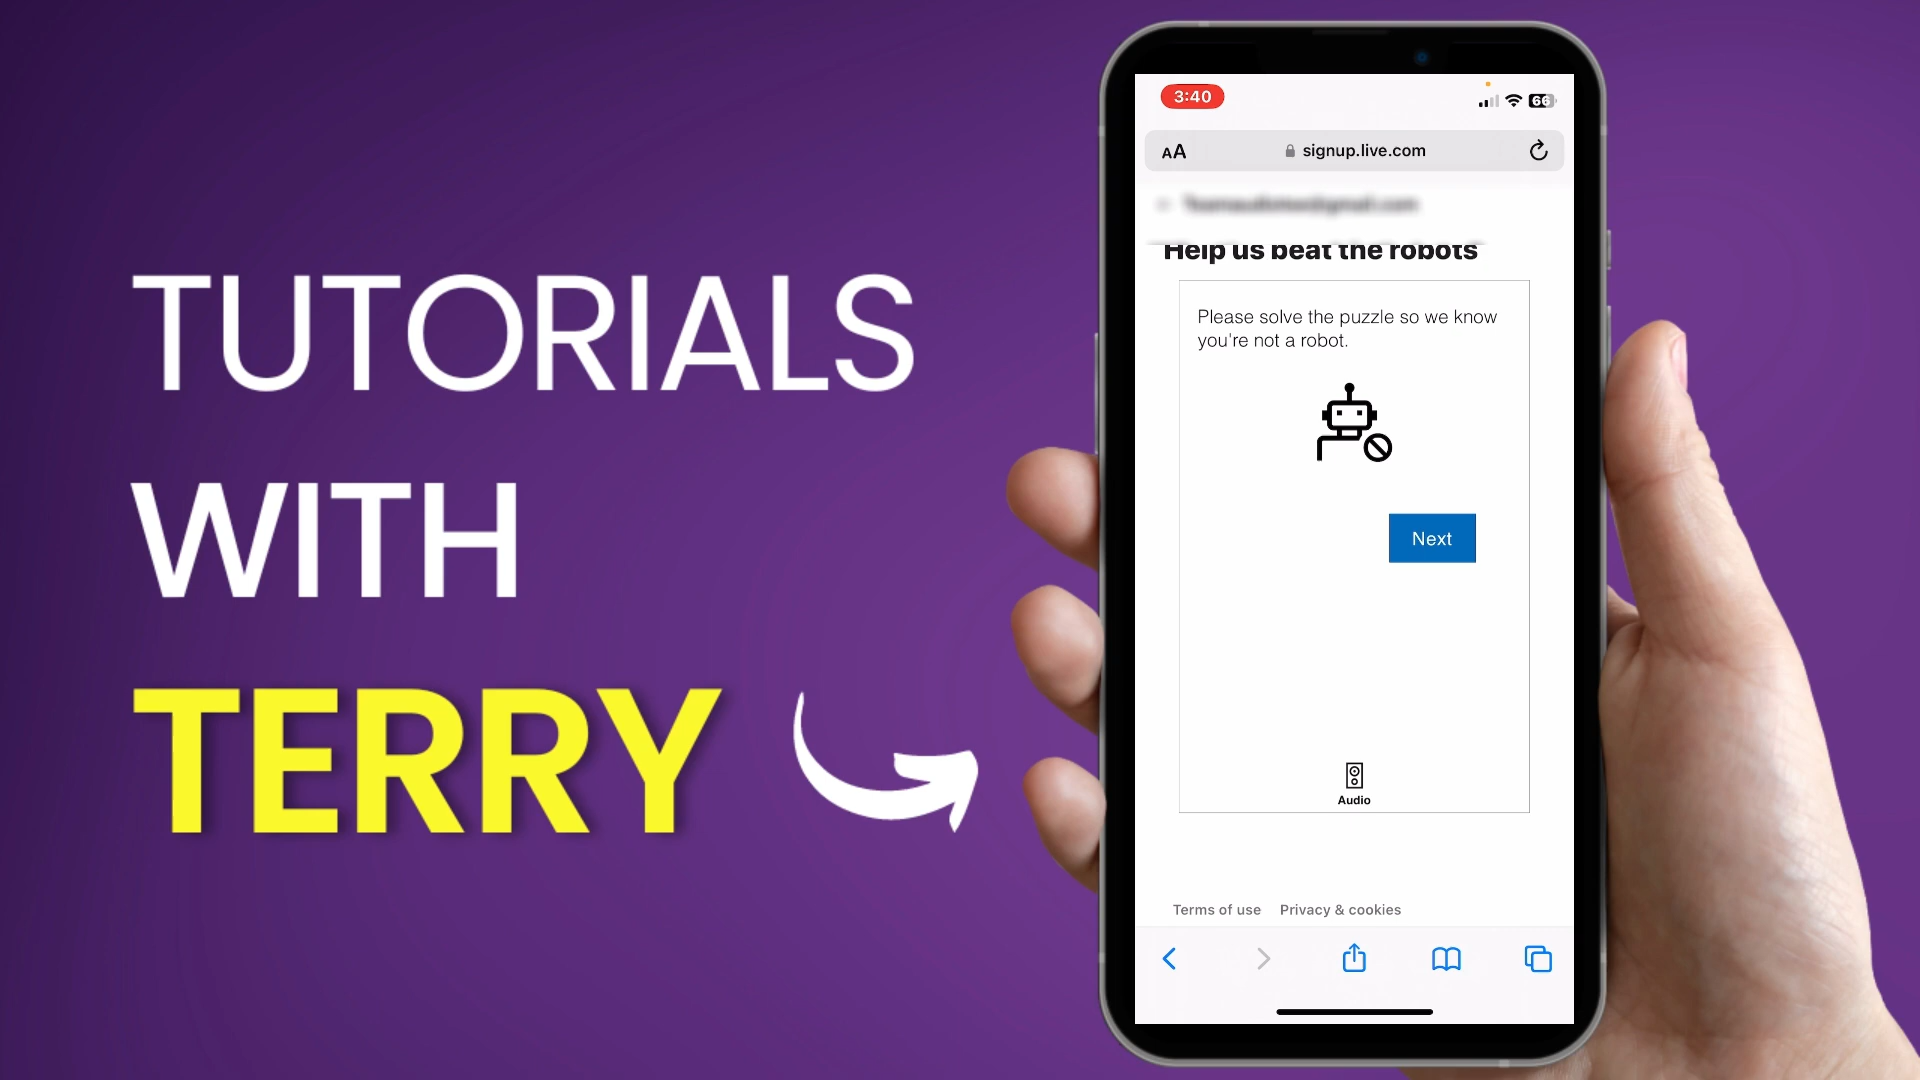 TUTORIALS
WITH
TERRY
3:40
66
AA
signup.live.com
Help us beat the robots
Please solve the puzzle so we know
you're not a robot.
Next
Audio
Terms of use Privacy & cookies